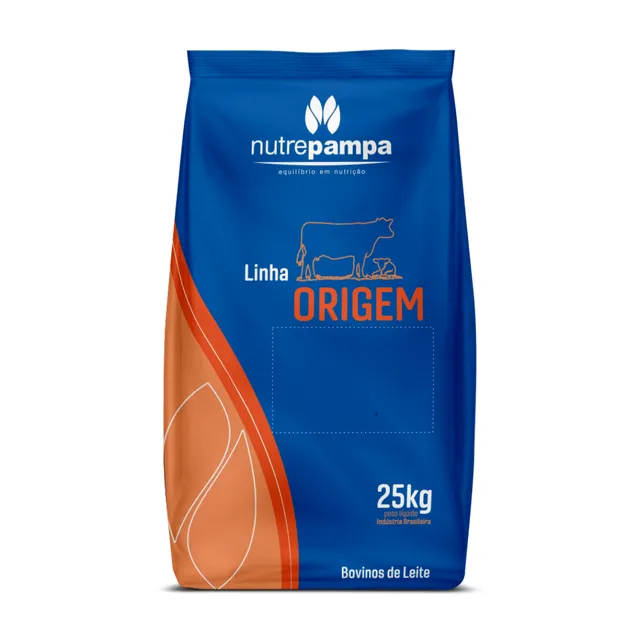 nutrepampa
equilíbrio em nutrição
Linha
ORIGEM
25kg
peso líquido
Indústria Brasileira
Bovinos de Leite